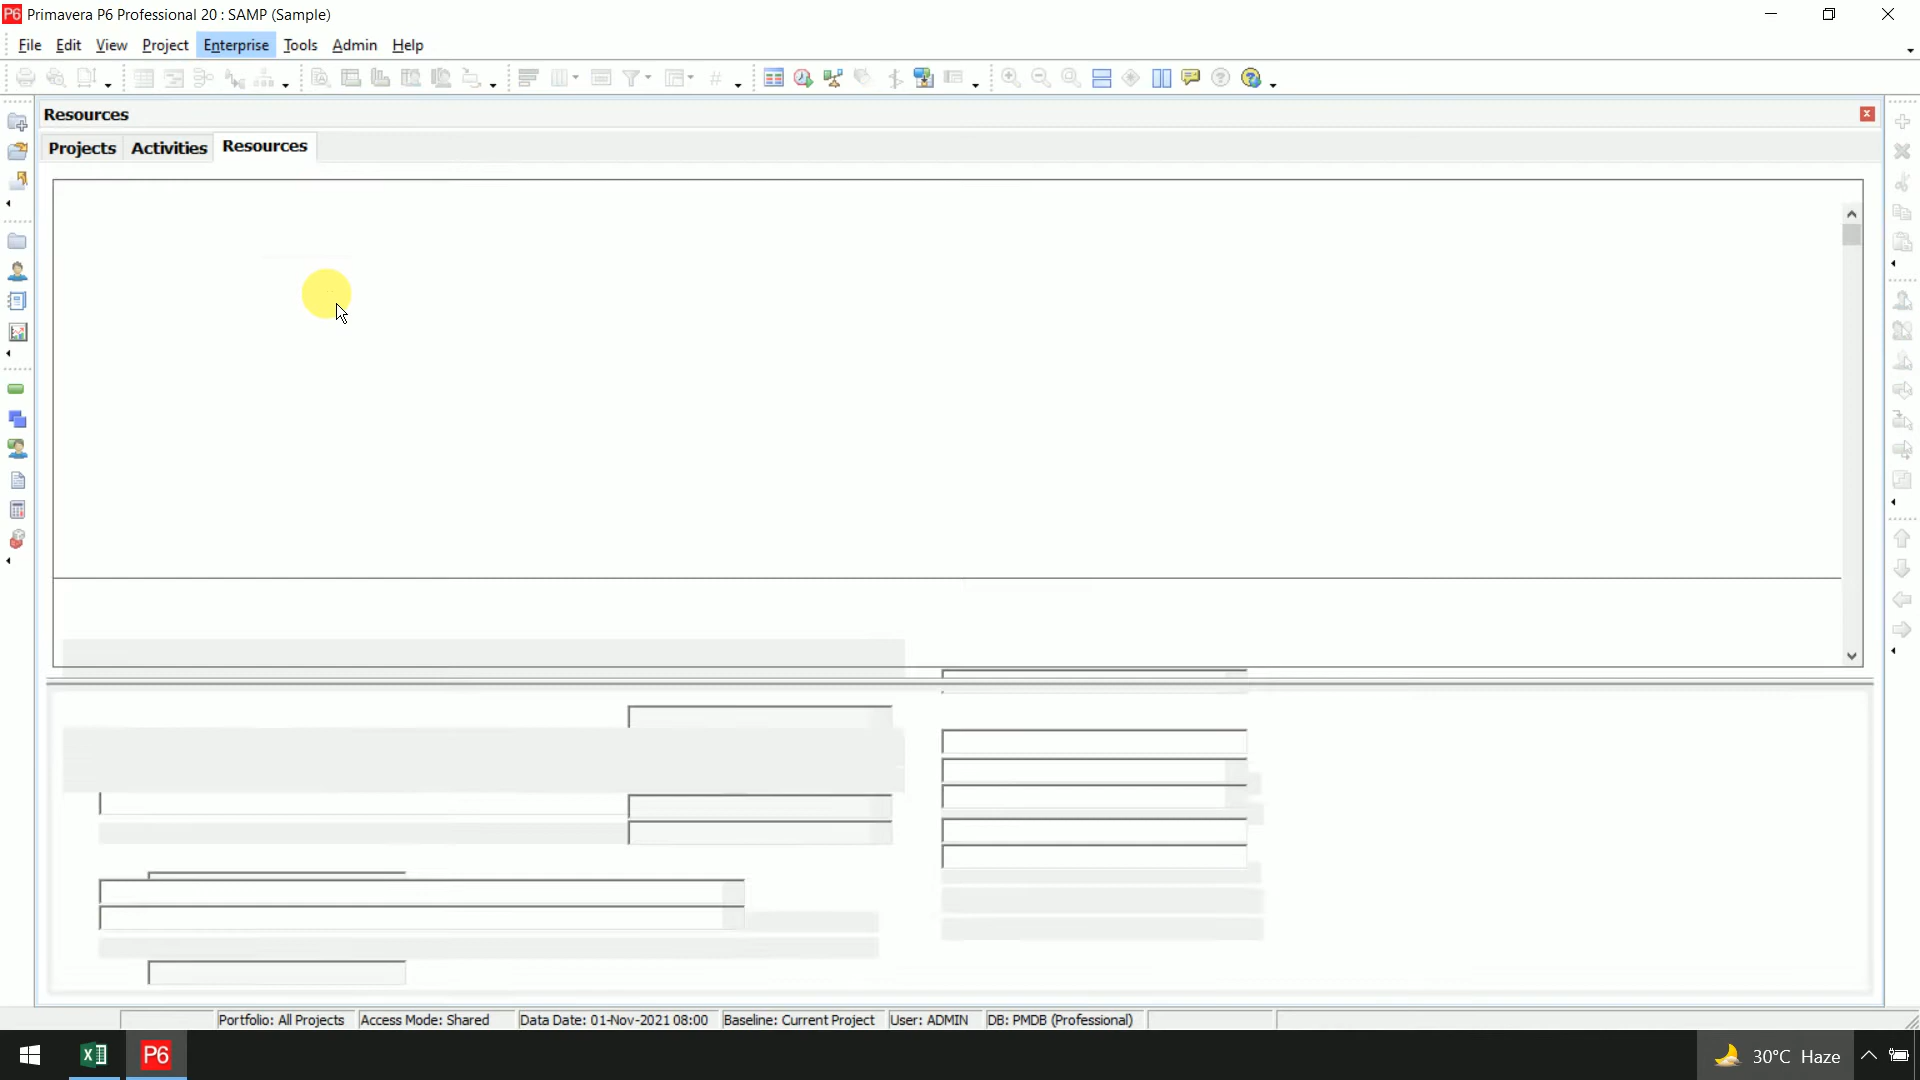 P6 Primavera P6 Professional 20 : SAMP (Sample)
File Edit View Project Enterprise Tools Admin Help
Resources
Projects Activities Resources
Portfolio: All Projects Access Mode: Shared Data Date: 01-Nov-2021 08:00 Baseline: Current Project User: ADMIN DB: PMDB (Professional)
P6 30°C Haze